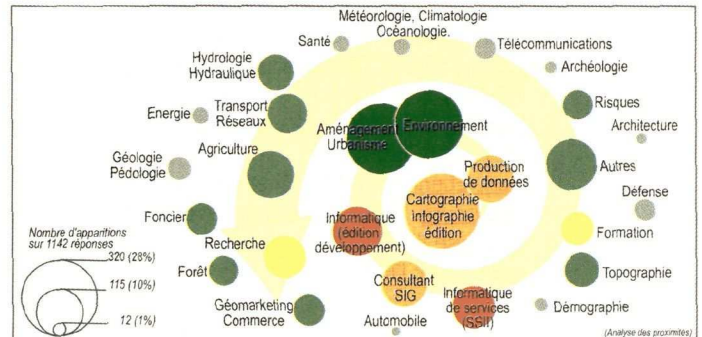 Météorologie, Climatologie
Océanologie.
Santé
Télécommunications
Hydrologie
Hydraulique
Archéologie
Energie
Transport
Réseaux
Risques
Aménagement
Urbanisme
Environnement
Architecture
Géologie
Pédologie
Agriculture
Production
de données
Autres
Cartographie
infographie
édition
Défense
Foncier
Informatique
(édition
développement)
Formation
Nombre d'apparitions
sur 1142 réponses
320 (28%)
115 (10%)
12 (1%)
Recherche
Forêt
Consultant
SIG
Topographie
Géomarketing
Commerce
Informatique
de services
(SSII)
Démographie
Automobile
(Analyse des proximités)